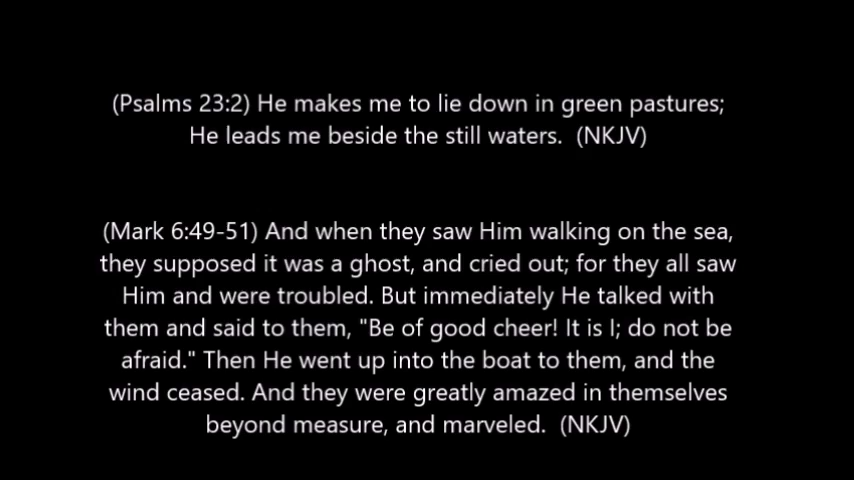 (Psalms 23:2) He makes me to lie down in green pastures;
He leads me beside the still waters.  (NKJV)
(Mark 6:49-51) And when they saw Him walking on the sea,
they supposed it was a ghost, and cried out; for they all saw
Him and were troubled. But immediately He talked with
them and said to them, "Be of good cheer! It is I; do not be
afraid." Then He went up into the boat to them, and the
wind ceased. And they were greatly amazed in themselves
beyond measure, and marveled.  (NKJV)